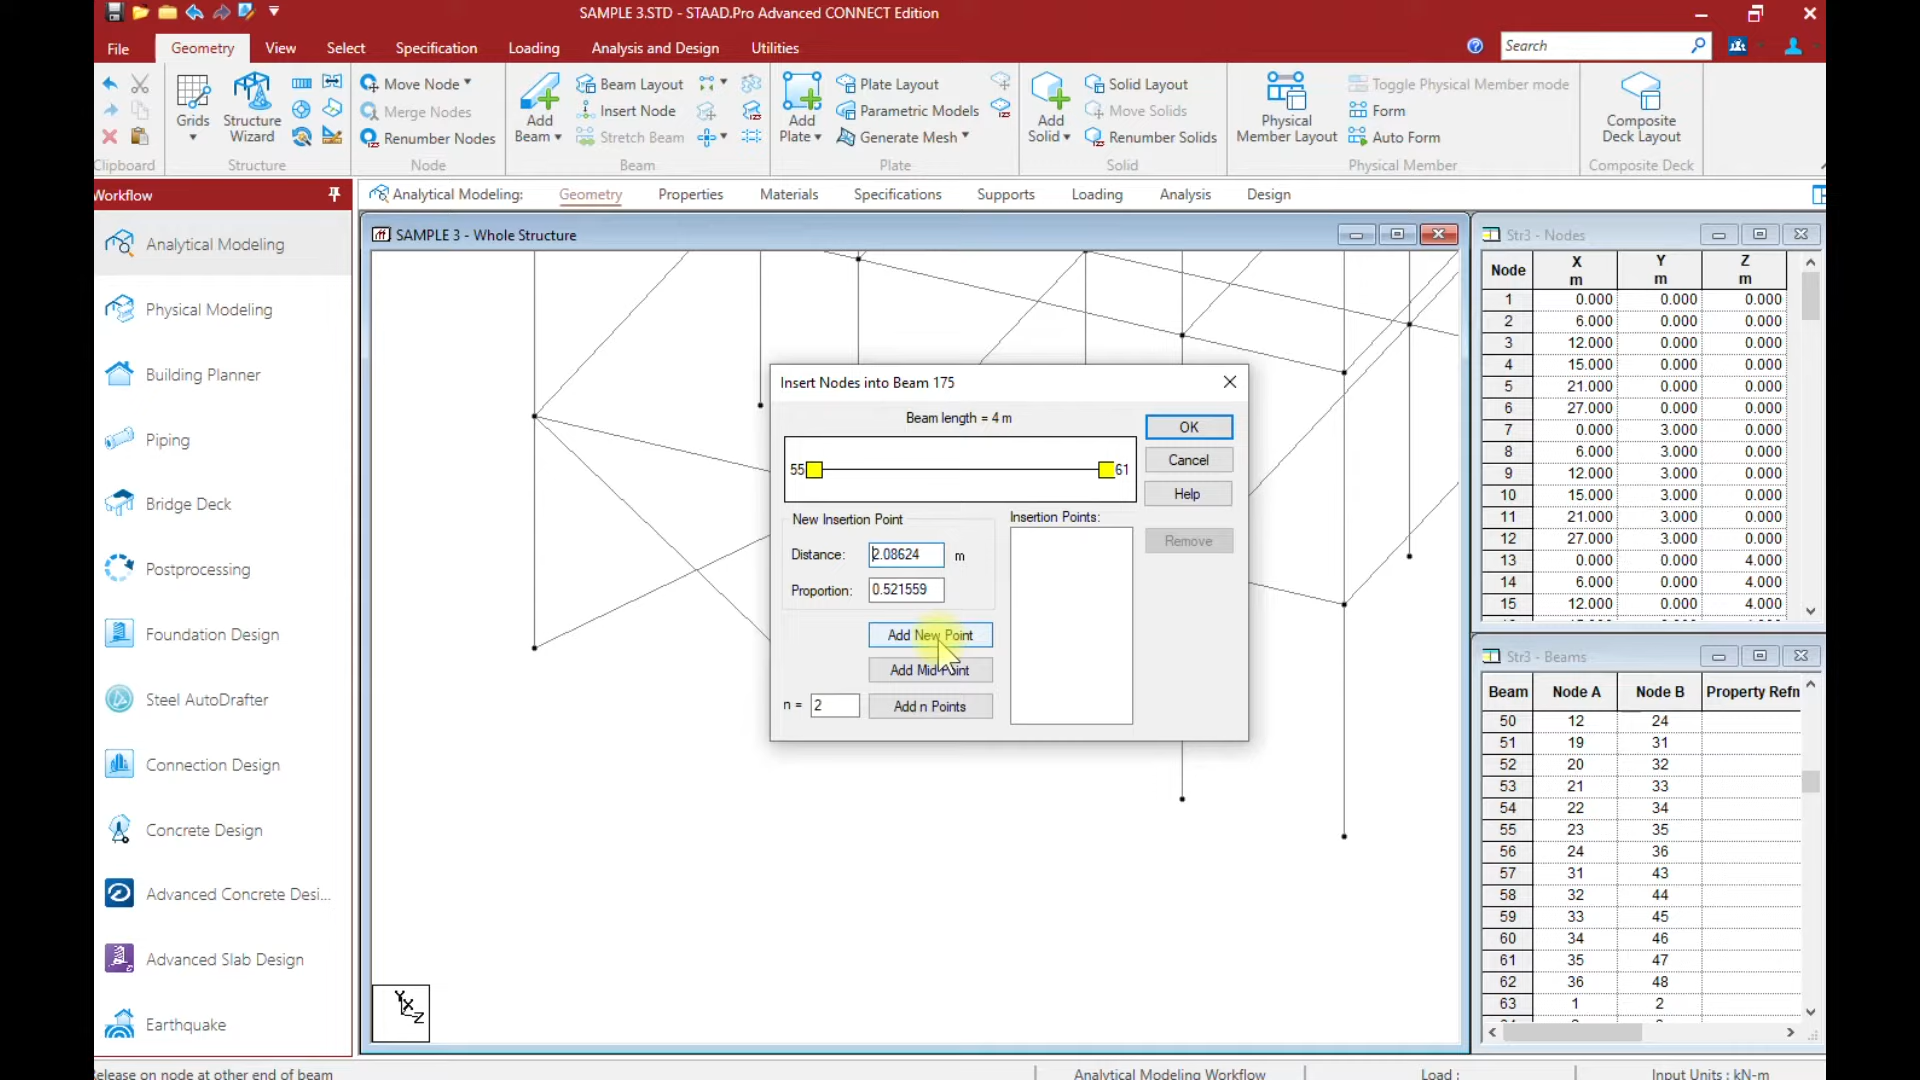 SAMPLE 3.STD - STAAD.Pro Advanced CONNECT Edition
File
Geometry
View
Select
Specification
Loading
Analysis and Design
Utilities
Search
Grids
Structure Wizard
Move Node
Merge Nodes
Renumber Nodes
Add Beam
Beam Layout
Insert Node
Stretch Beam
Add Plate
Plate Layout
Parametric Models
Generate Mesh
Add Solid
Solid Layout
Move Solids
Renumber Solids
Physical Member Layout
Toggle Physical Member mode
Form
Auto Form
Composite Deck Layout
Clipboard
Structure
Node
Beam
Plate
Solid
Physical Member
Composite Deck
Workflow
Analytical Modeling:
Geometry
Properties
Materials
Specifications
Supports
Loading
Analysis
Design
Analytical Modeling
Physical Modeling
Building Planner
Piping
Bridge Deck
Postprocessing
Foundation Design
Steel AutoDrafter
Connection Design
Concrete Design
Advanced Concrete Desi...
Advanced Slab Design
Earthquake
SAMPLE 3 - Whole Structure
Insert Nodes into Beam 175
Beam length = 4 m
55
61
OK
Cancel
Help
New Insertion Point
Distance: 2.08624 m
Proportion: 0.521559
Add New Point
Add Mid Point
n = 2 Add n Points
Insertion Points:
Remove
Y
X
Z
Str3 - Nodes
Node X m Y m Z m
1 0.000 0.000 0.000
2 6.000 0.000 0.000
3 12.000 0.000 0.000
4 15.000 0.000 0.000
5 21.000 0.000 0.000
6 27.000 0.000 0.000
7 0.000 3.000 0.000
8 6.000 3.000 0.000
9 12.000 3.000 0.000
10 15.000 3.000 0.000
11 21.000 3.000 0.000
12 27.000 3.000 0.000
13 0.000 0.000 4.000
14 6.000 0.000 4.000
15 12.000 0.000 4.000
Str3 - Beams
Beam Node A Node B Property Refn
50 12 24
51 19 31
52 20 32
53 21 33
54 22 34
55 23 35
56 24 36
57 31 43
58 32 44
59 33 45
60 34 46
61 35 47
62 36 48
63 1 2
Release on node at other end of beam
Analytical Modeling Workflow
Load :
Input Units : kN-m